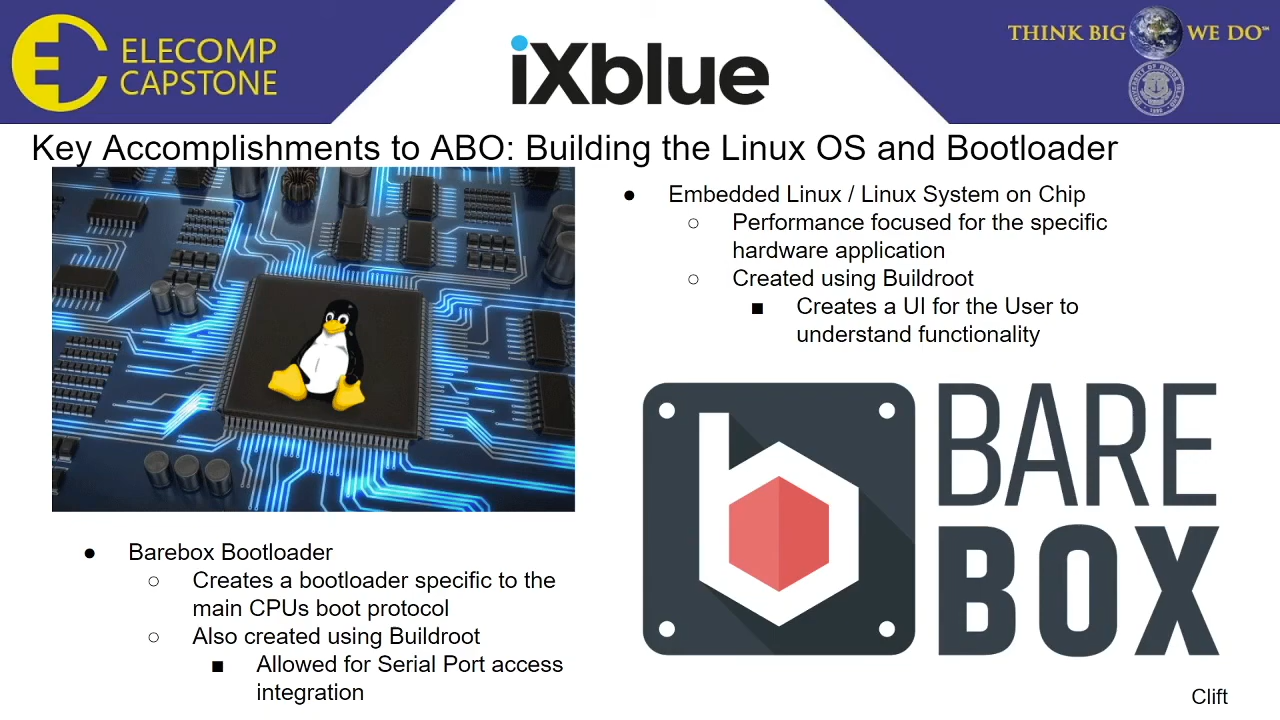 ELECOMP
CAPSTONE
iXblue
THINK BIG WE DO℠
Key Accomplishments to ABO: Building the Linux OS and Bootloader
● Embedded Linux / Linux System on Chip
○ Performance focused for the specific
hardware application
○ Created using Buildroot
■ Creates a UI for the User to
understand functionality
BARE
BOX
● Barebox Bootloader
○ Creates a bootloader specific to the
main CPUs boot protocol
○ Also created using Buildroot
■ Allowed for Serial Port access
integration
Clift